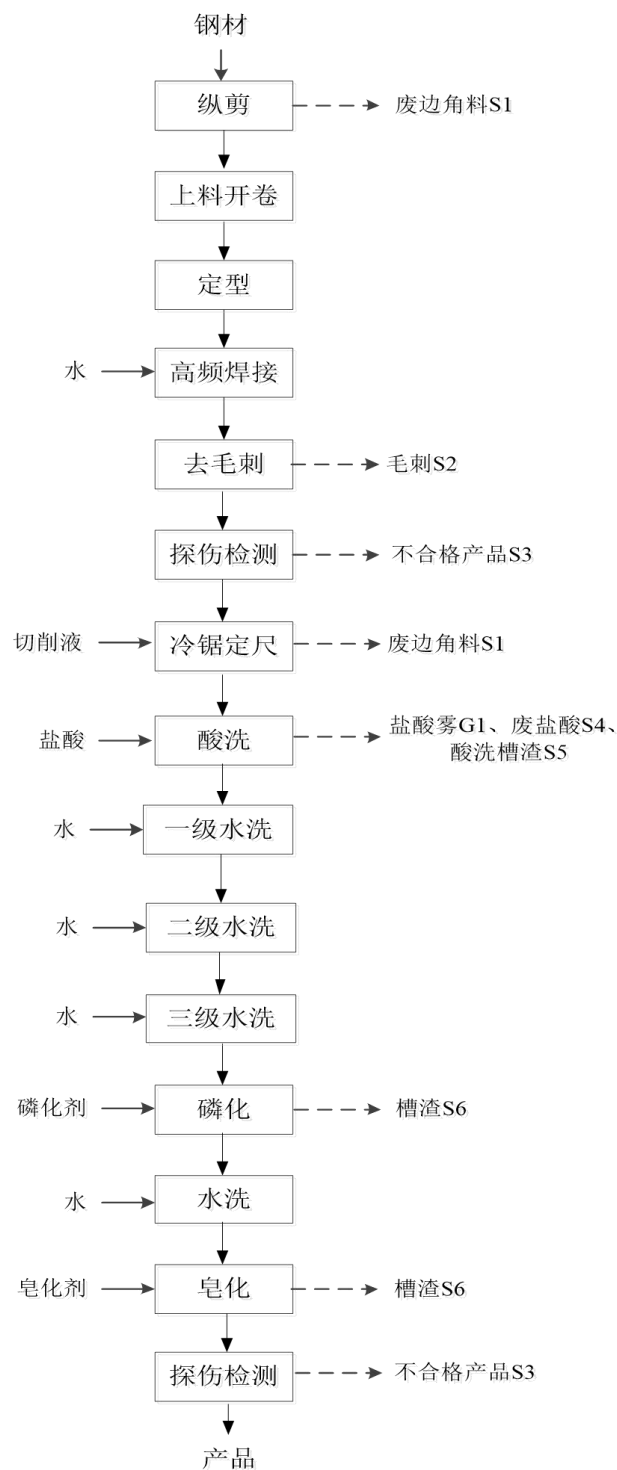 钢材
纵剪
废边角料S1
上料开卷
定型
水
高频焊接
去毛刺
毛刺S2
探伤检测
不合格产品S3
切削液
冷锯定尺
废边角料S1
盐酸
酸洗
盐酸雾G1、废盐酸S4、
酸洗槽渣S5
水
一级水洗
水
二级水洗
水
三级水洗
磷化剂
磷化
槽渣S6
水
水洗
皂化剂
皂化
槽渣S6
探伤检测
不合格产品S3
产品